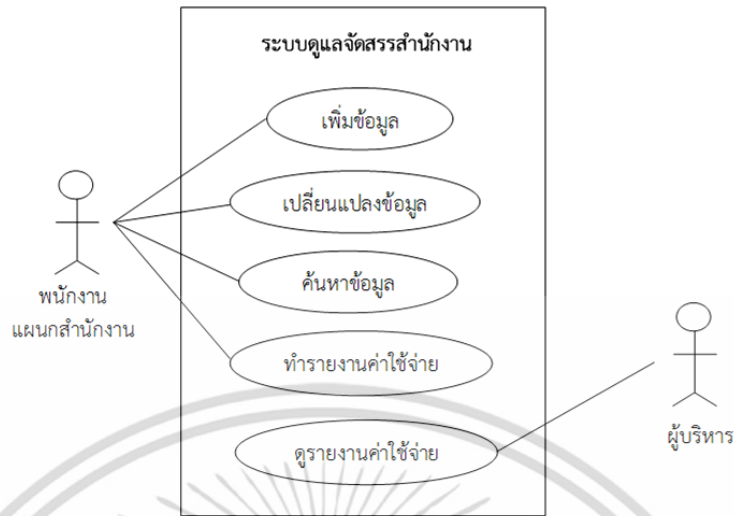 ระบบดูแลจัดสรรสำนักงาน
เพิ่มข้อมูล
เปลี่ยนแปลงข้อมูล
ค้นหาข้อมูล
พนักงาน
แผนกสำนักงาน
ทำรายงานค่าใช้จ่าย
ดูรายงานค่าใช้จ่าย
ผู้บริหาร